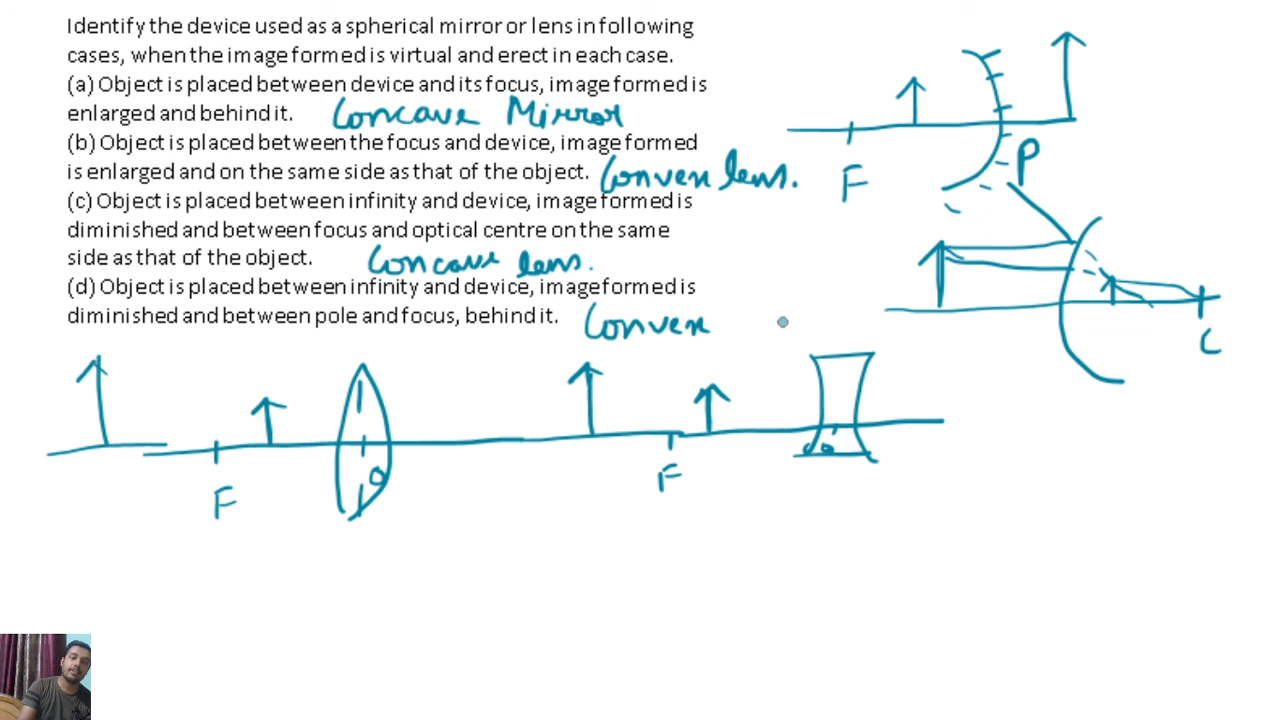 Identify the device used as a spherical mirror or lens in following
cases, when the image formed is virtual and erect in each case.
(a) Object is placed between device and its focus, image formed is
enlarged and behind it. Concave Mirror
(b) Object is placed between the focus and device, image formed
is enlarged and on the same side as that of the object. Convex lens.
(c) Object is placed between infinity and device, image formed is
diminished and between focus and optical centre on the same
side as that of the object. Concave lens.
(d) Object is placed between infinity and device, image formed is
diminished and between pole and focus, behind it. Convex
P
F
C
F
O
F
O